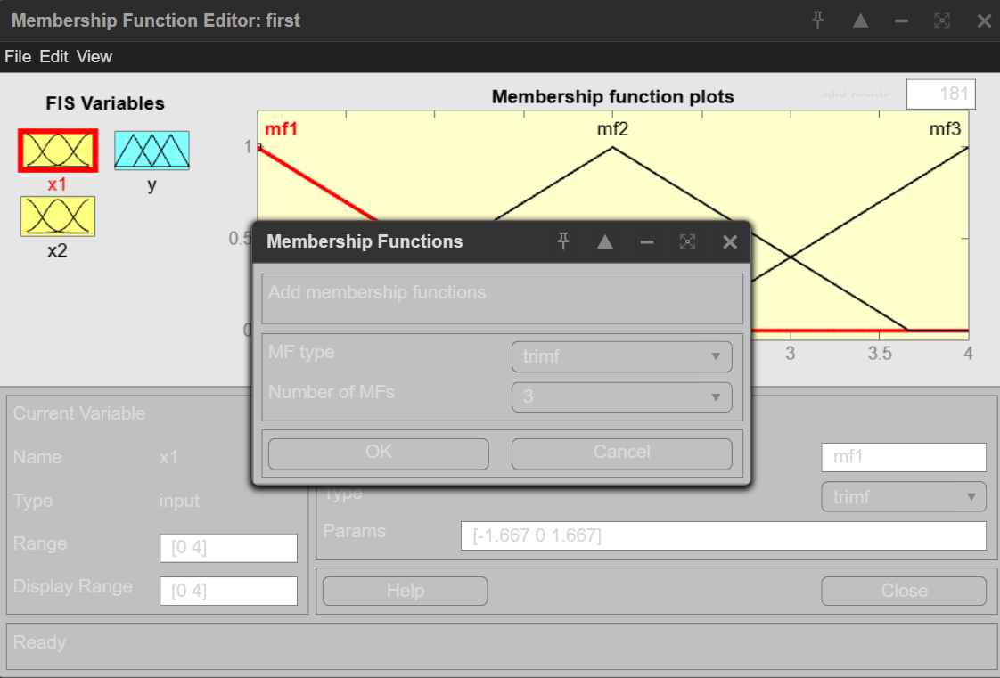 Membership Function Editor: first
File Edit View
FIS Variables
Membership function plots
plot points:
181
x1
y
x2
mf1
mf2
mf3
1
0.5
0
3
3.5
4
Membership Functions
Add membership functions
MF type
trimf
Number of MFs
3
OK
Cancel
Current Variable
Name
x1
Type
input
Range
[0 4]
Display Range
[0 4]
mf1
Type
trimf
Params
[-1.667 0 1.667]
Help
Close
Ready